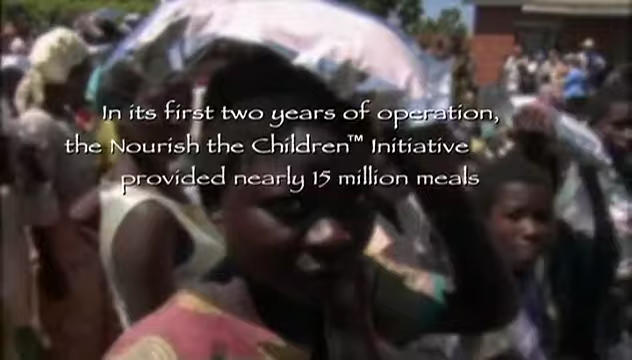 In its first two years of operation,
the Nourish the Children™ Initiative
provided nearly 15 million meals